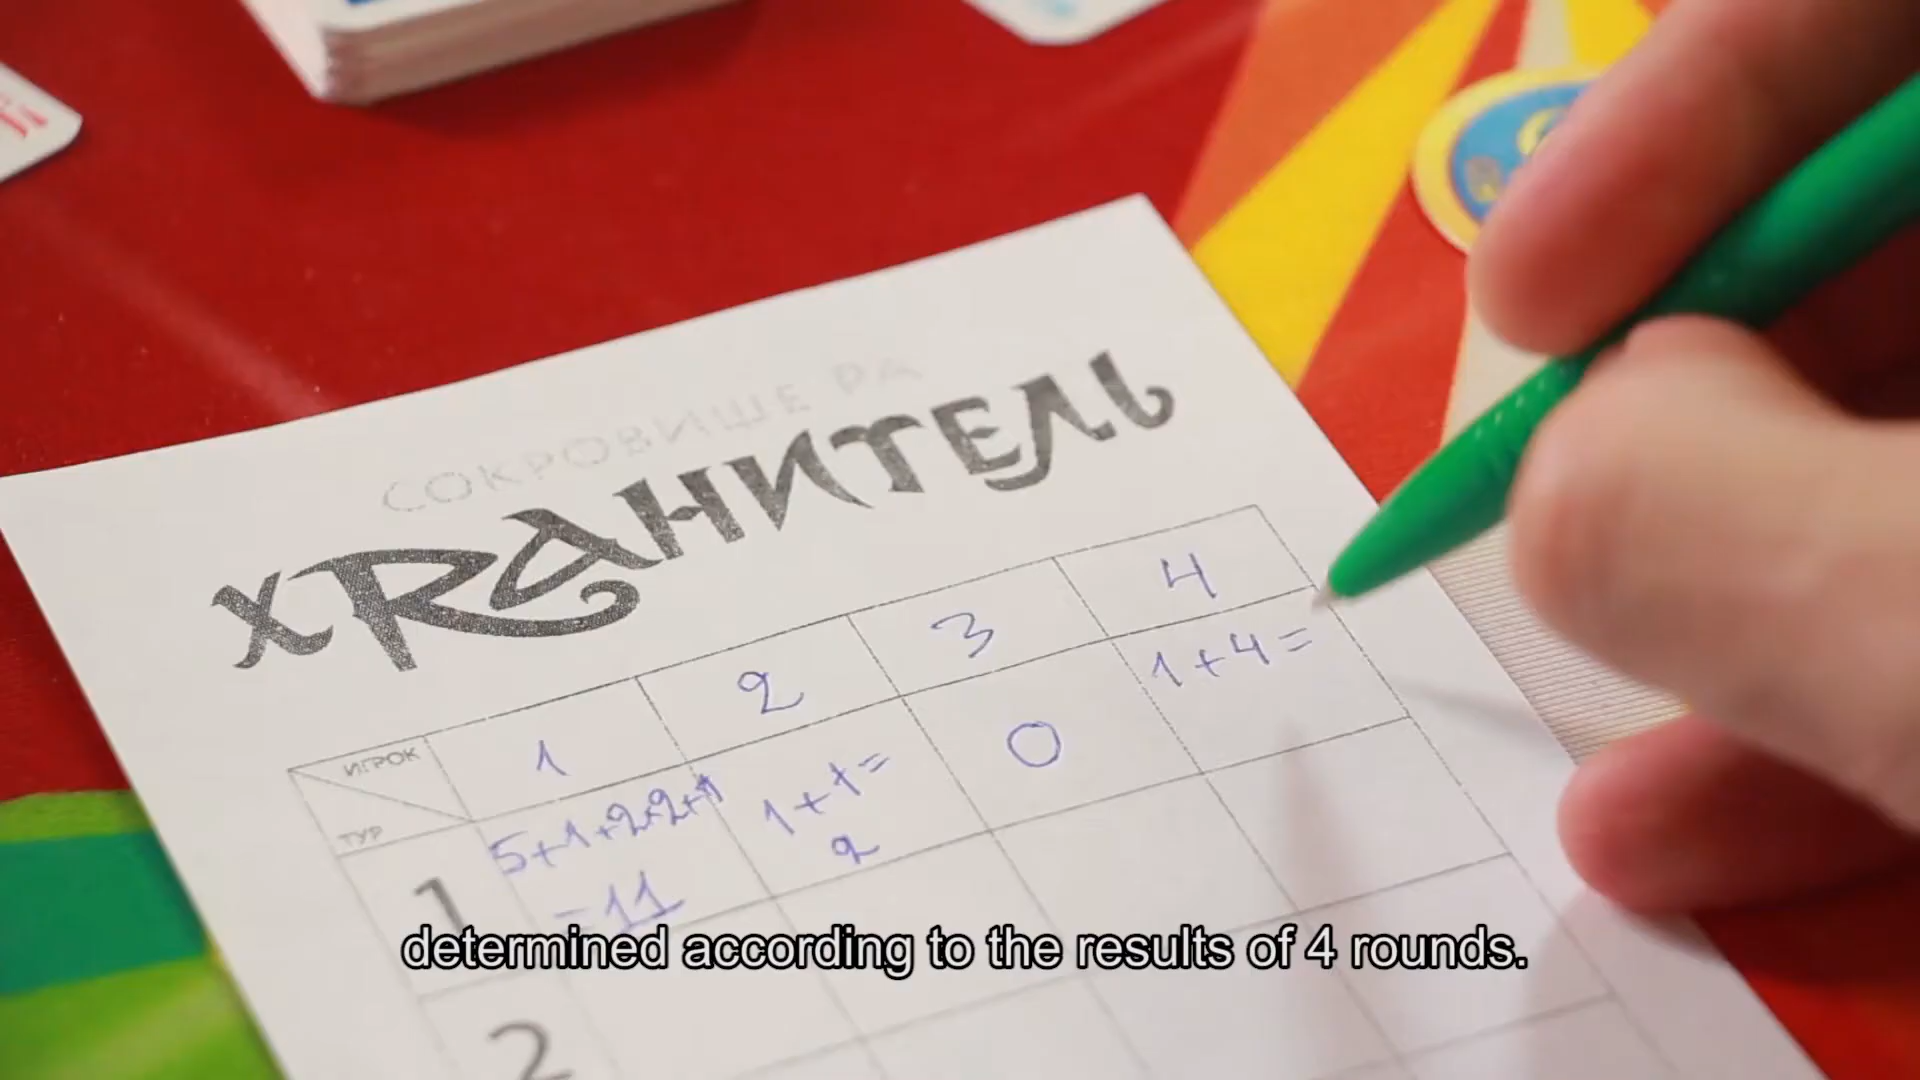 СОКРОВИЩЕ РА
ХRАНИТЕЛЬ
ИГРОК
ТУР
1 2 3 4
1
5+1+2+2+1
=11
1+1=
2
0
1+4=
2
determined according to the results of 4 rounds.